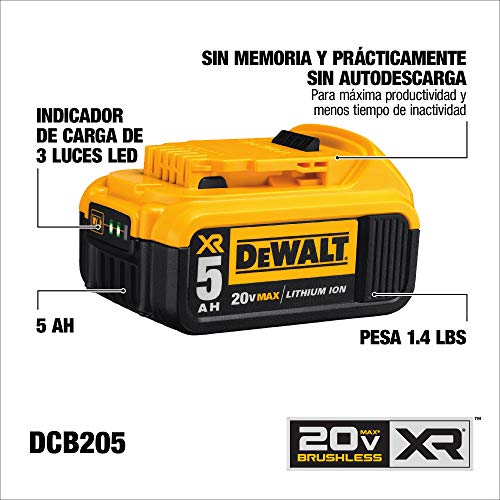 SIN MEMORIA Y PRÁCTICAMENTE
SIN AUTODESCARGA
Para máxima productividad y
menos tiempo de inactividad
INDICADOR
DE CARGA DE
3 LUCES LED
XR
5
AH
DEWALT
20V MAX / LITHIUM ION
5 AH
PESA 1.4 LBS
DCB205
20V MAX*
BRUSHLESS
XR™